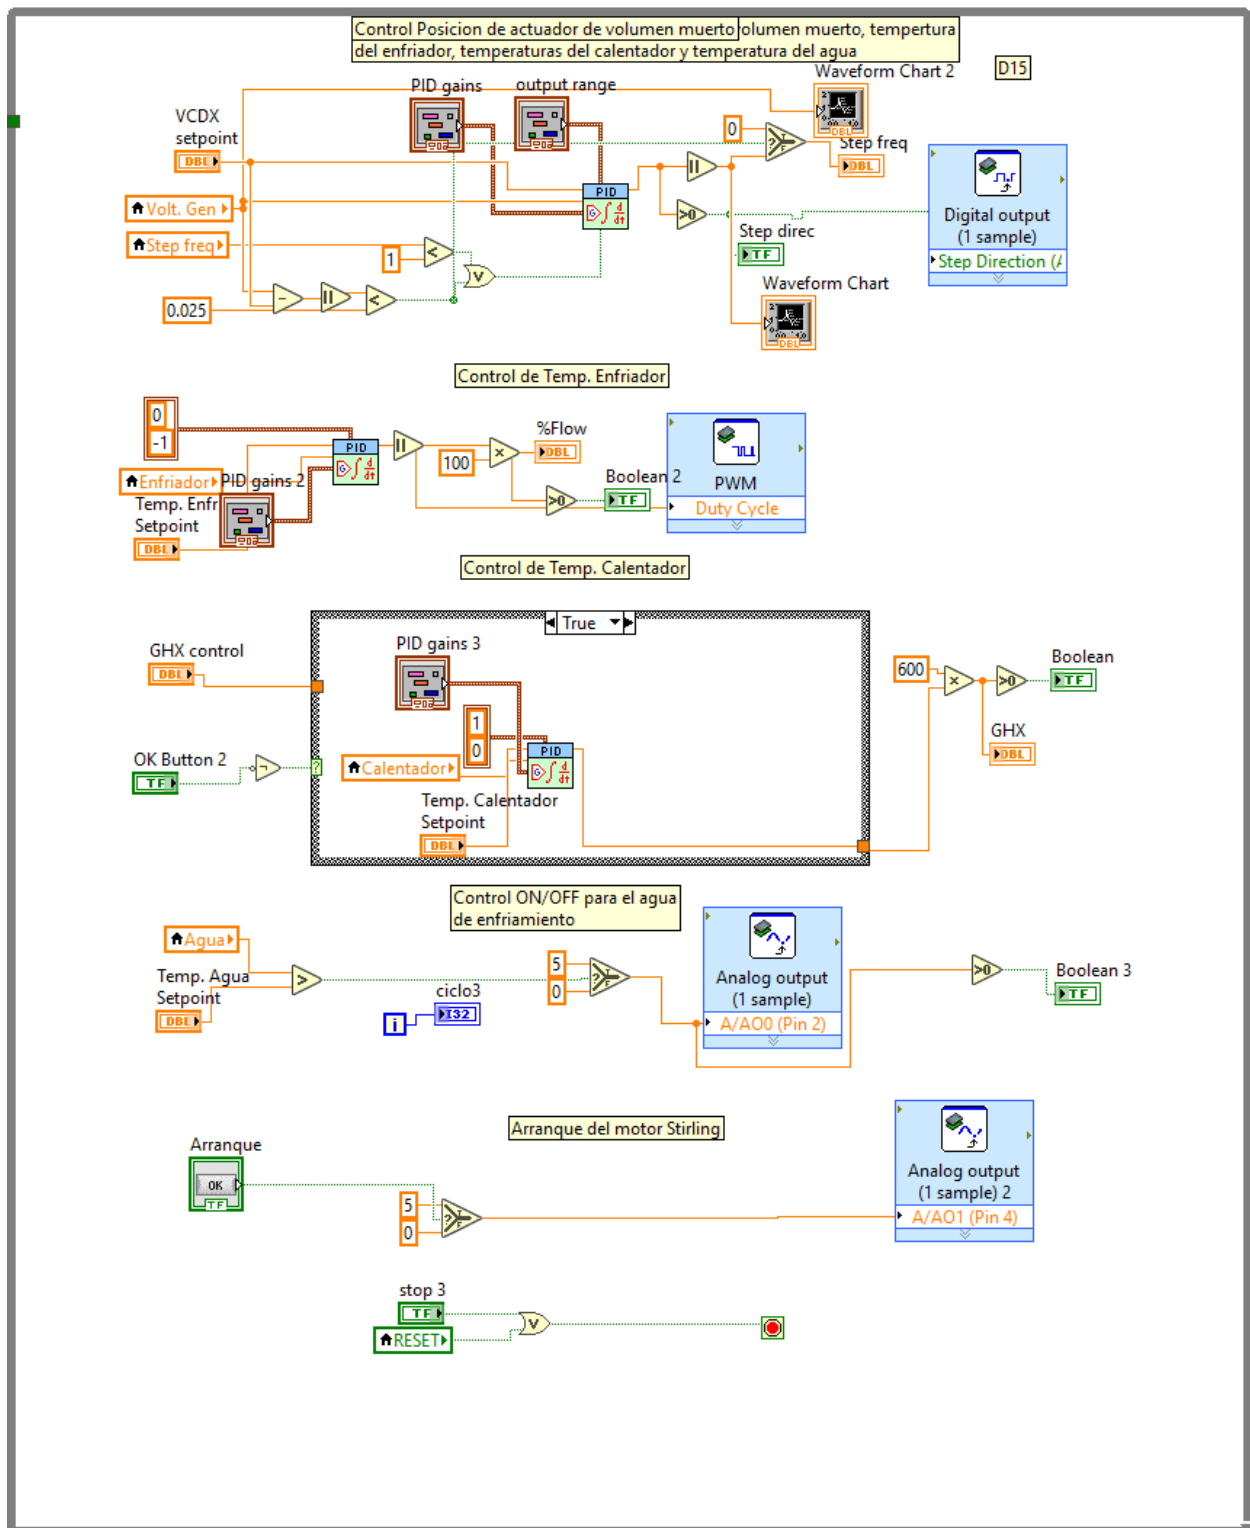 Control Posicion de actuador de volumen muerto
olumen muerto, tempertura
del enfriador, temperaturas del calentador y temperatura del agua
D15
Waveform Chart 2
PID gains
output range
VCDX
setpoint
DBL
0
DBL
Step freq
DBL
PID
Volt. Gen
Step freq
1
<
v
>0
Step direc
TF
Digital output
(1 sample)
Step Direction (A
0.025
-
<
Waveform Chart
DBL
Control de Temp. Enfriador
0
-1
PID
%Flow
DBL
100
x
Enfriador
PID gains 2
Temp. Enfr
Setpoint
DBL
>0
Boolean 2
TF
PWM
Duty Cycle
Control de Temp. Calentador
True
GHX control
DBL
PID gains 3
600
x
>0
Boolean
TF
GHX
DBL
1
0
PID
OK Button 2
TF
?
Calentador
Temp. Calentador
Setpoint
DBL
Control ON/OFF para el agua
de enfriamiento
Agua
Temp. Agua
Setpoint
DBL
>
5
0
?
T
F
ciclo3
I32
i
Analog output
(1 sample)
A/AO0 (Pin 2)
>0
Boolean 3
TF
Arranque del motor Stirling
Arranque
OK
TF
5
0
?
T
F
Analog output
(1 sample) 2
A/AO1 (Pin 4)
stop 3
TF
RESET
v